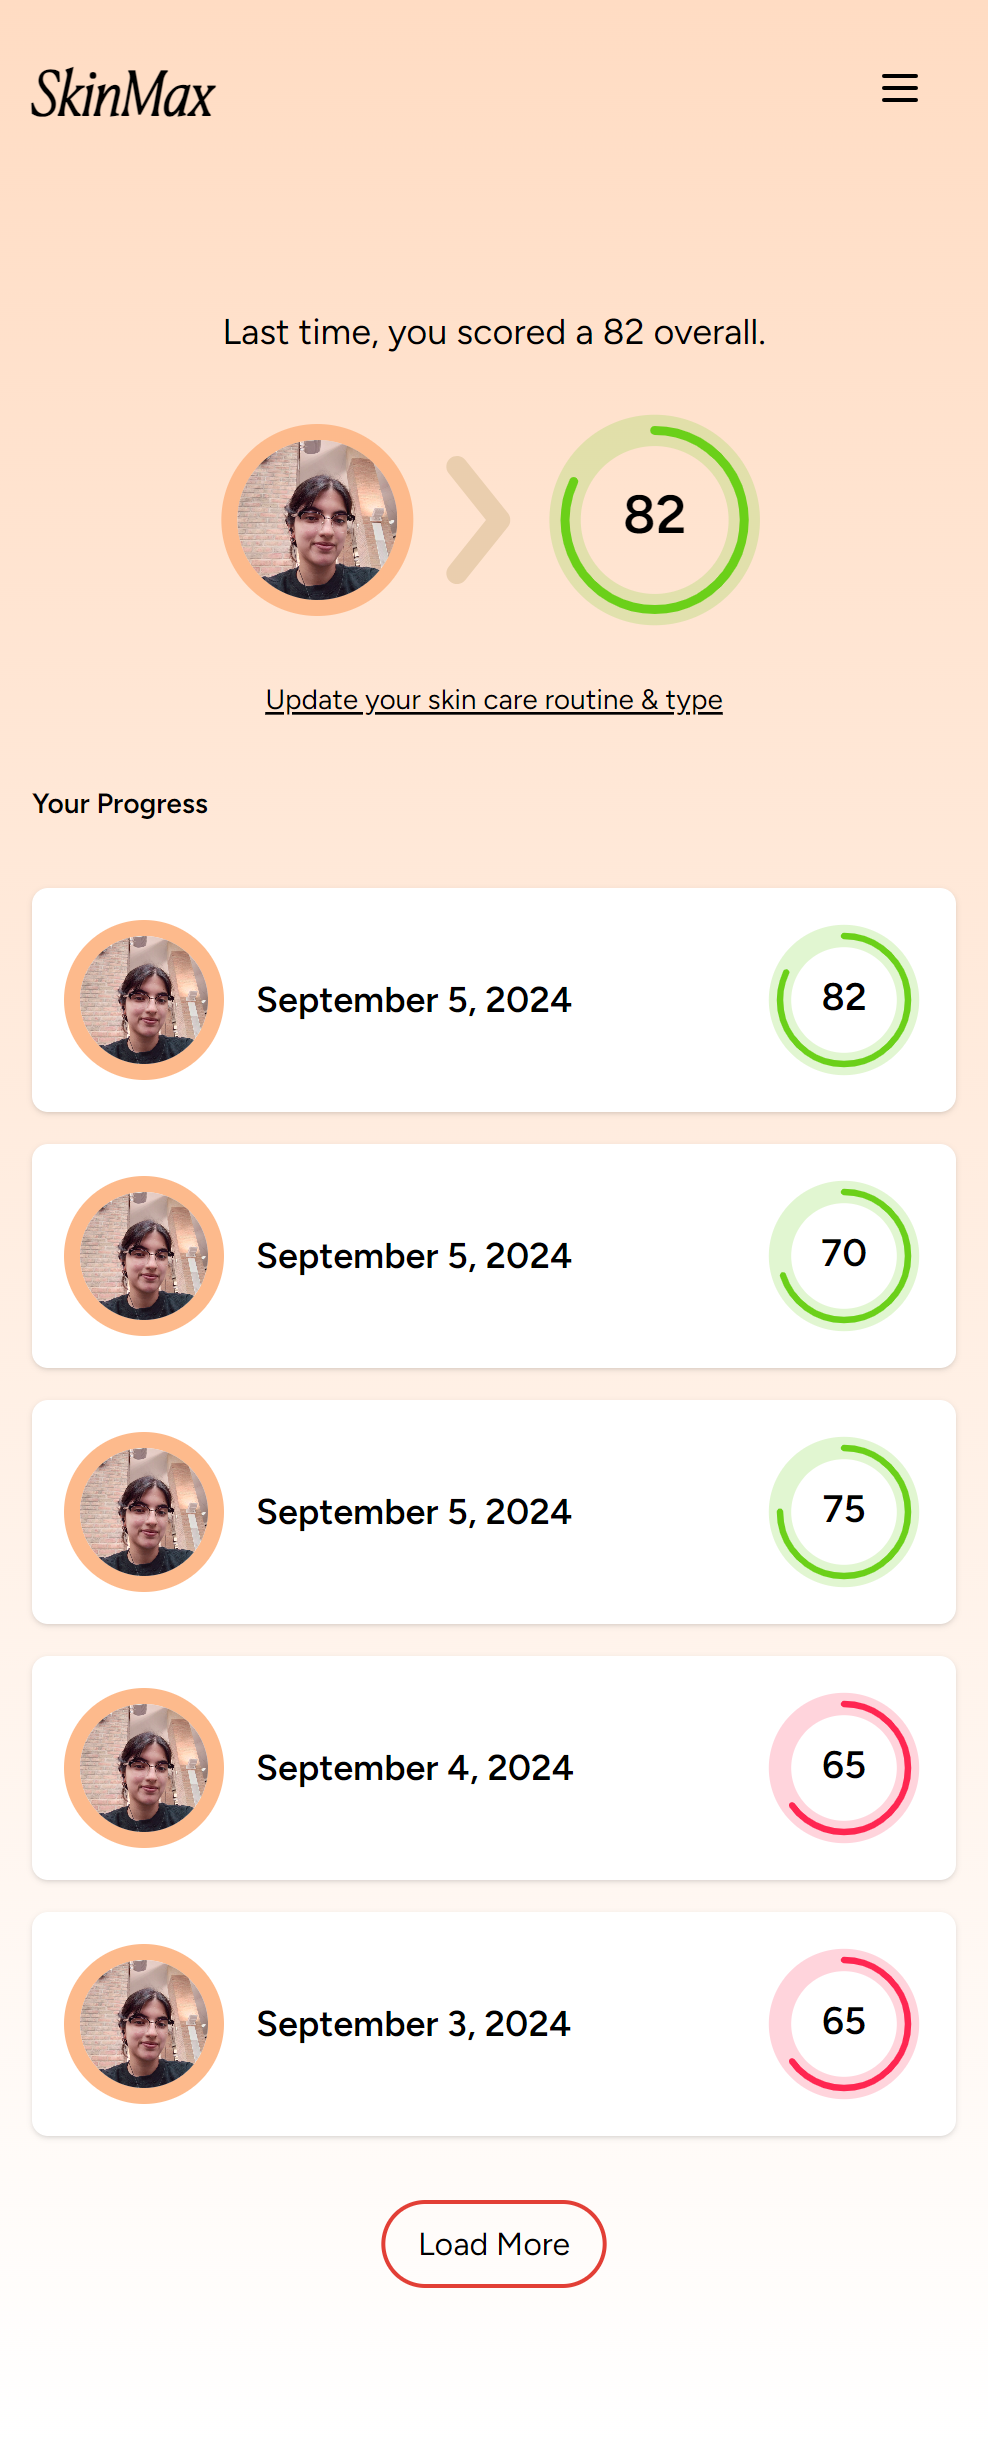 SkinMax
Last time, you scored a 82 overall.
82
Update your skin care routine & type
Your Progress
September 5, 2024
82
September 5, 2024
70
September 5, 2024
75
September 4, 2024
65
September 3, 2024
65
Load More